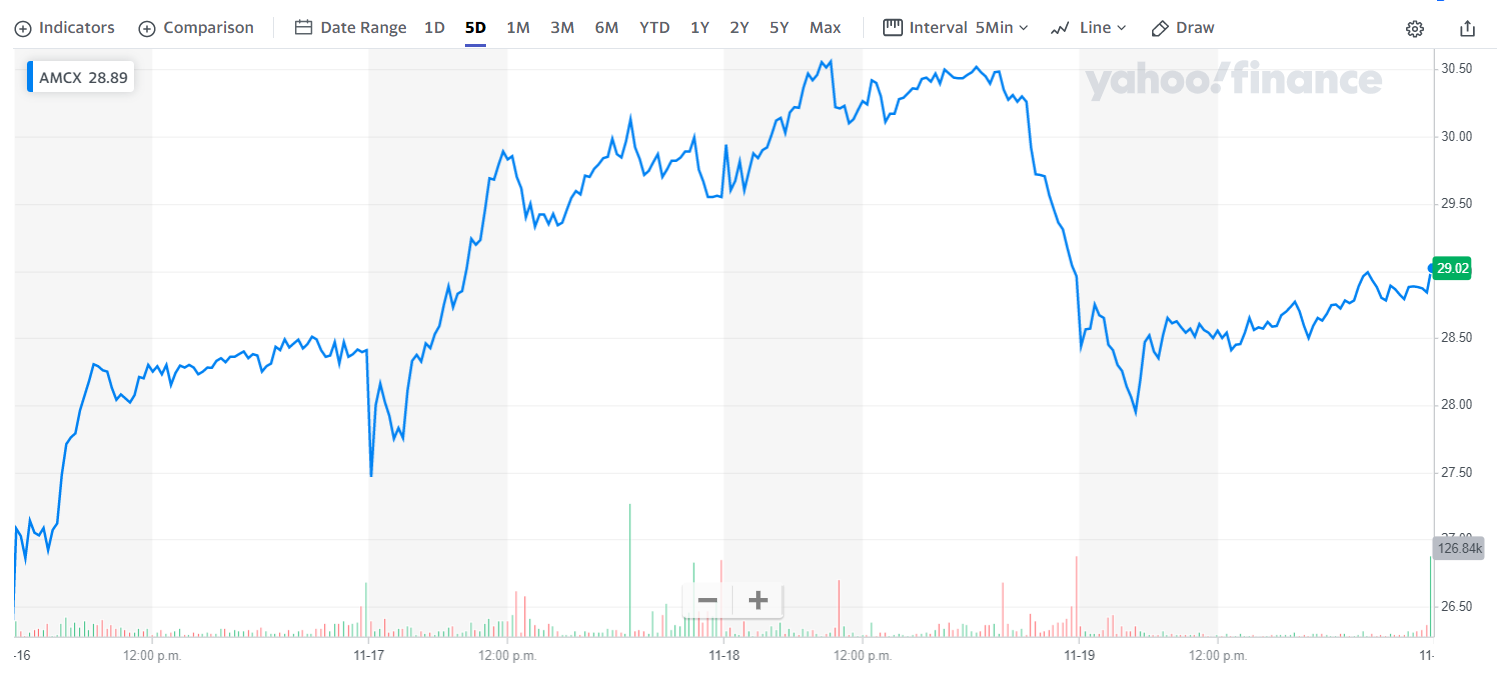 Indicators Comparison Date Range 1D 5D 1M 3M 6M YTD 1Y 2Y 5Y Max Interval 5Min Line Draw
AMCX 28.89
yahoo!finance
30.50
30.00
29.50
29.02
28.50
28.00
27.50
27.00
126.84k
26.50
-16 12:00 p.m. 11-17 12:00 p.m. 11-18 12:00 p.m. 11-19 12:00 p.m. 11-